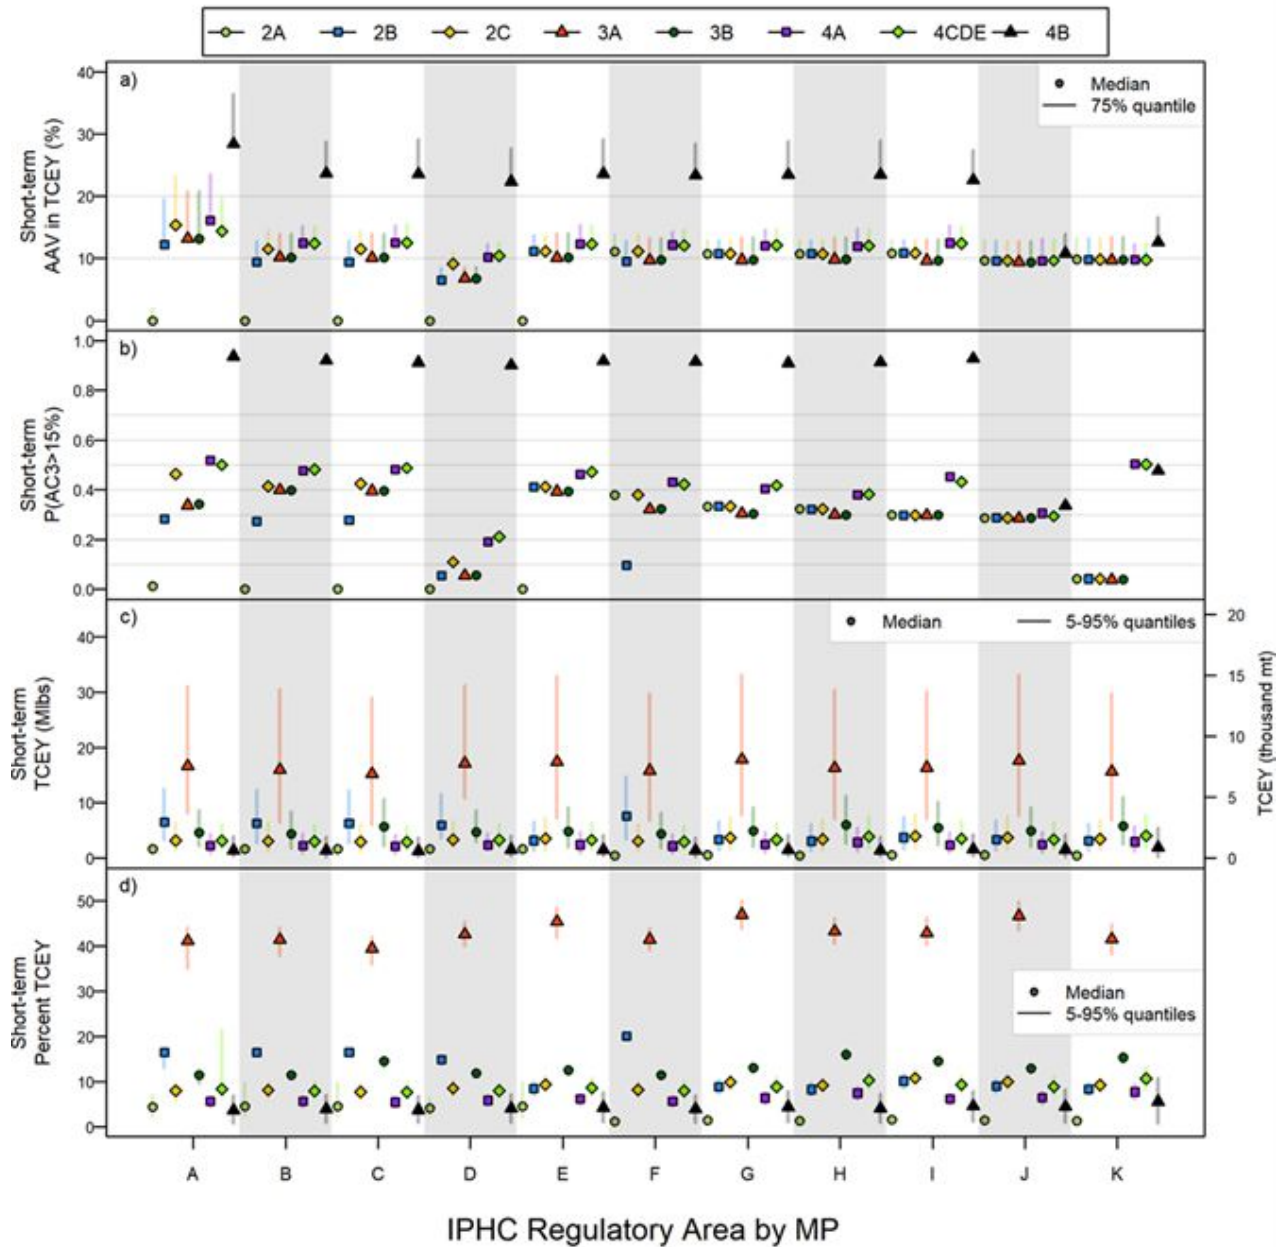 2A 2B 2C 3A 3B 4A 4CDE 4B
a)
Median
75% quantile
Short-term
AAV in TCEY (%)
40
30
20
10
0
b)
Short-term
P(AC3>15%)
1.0
0.8
0.6
0.4
0.2
0.0
c)
Median 5-95% quantiles
Short-term
TCEY (Mlbs)
40
30
20
10
0
20
15
10
5
0
TCEY (thousand mt)
d)
Median
5-95% quantiles
Short-term
Percent TCEY
50
40
30
20
10
0
A B C D E F G H I J K
IPHC Regulatory Area by MP